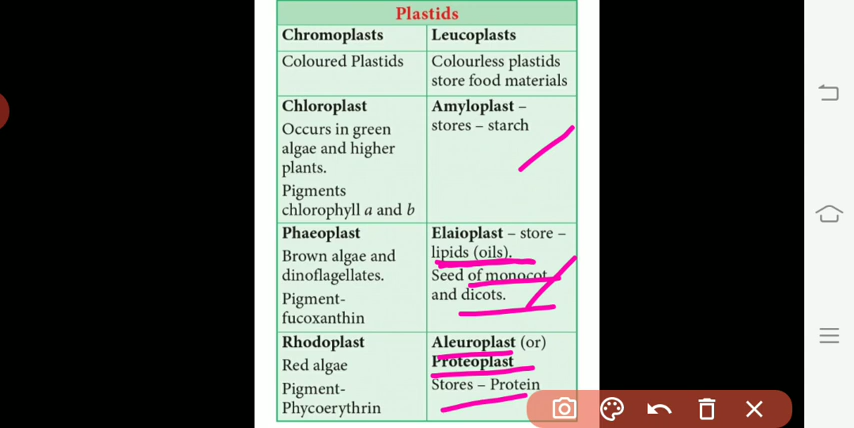 Plastids
Chromoplasts
Leucoplasts
Coloured Plastids
Colourless plastids
store food materials
Chloroplast
Occurs in green
algae and higher
plants.
Pigments
chlorophyll a and b
Amyloplast –
stores – starch
Phaeoplast
Brown algae and
dinoflagellates.
Pigment-
fucoxanthin
Elaioplast – store –
lipids (oils).
Seed of monocot
and dicots.
Rhodoplast
Red algae
Pigment-
Phycoerythrin
Aleuroplast (or)
Proteoplast
Stores – Protein